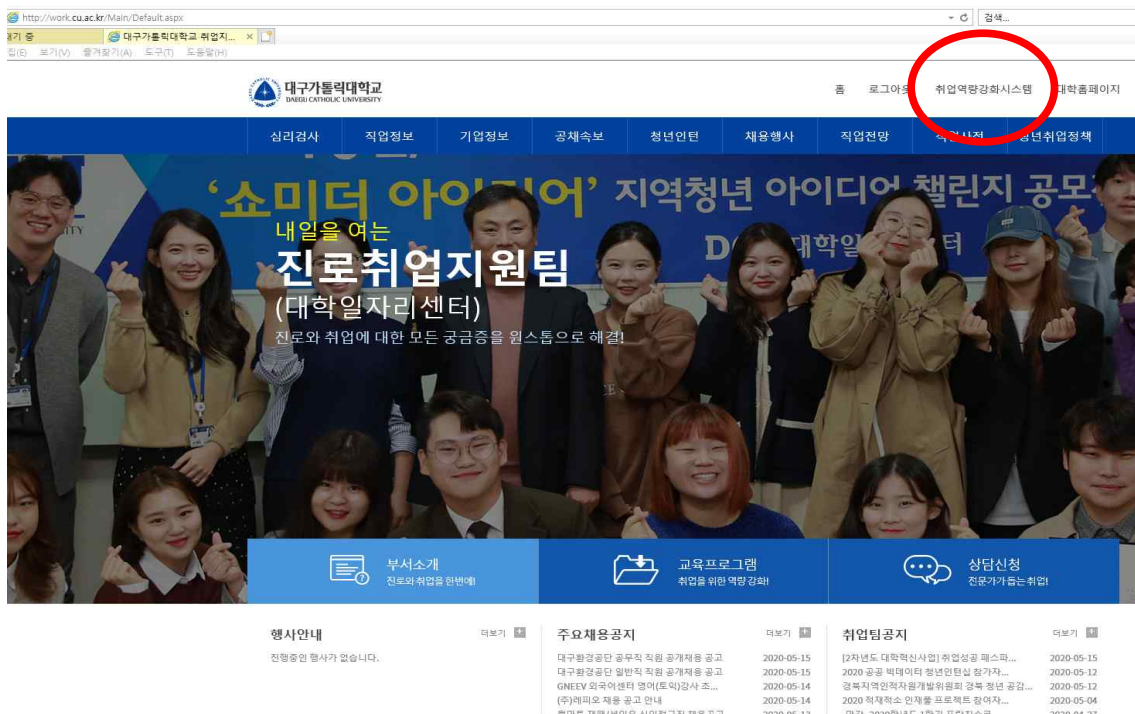 http://work.cu.ac.kr/Main/Default.aspx
검색...
대구가톨릭대학교 취업지...
보기(V) 즐겨찾기(A) 도구(T) 도움말(H)
대구가톨릭대학교
DAEGU CATHOLIC UNIVERSITY
홈 로그아웃 취업역량강화시스템 대학홈페이지
심리검사 직업정보 기업정보 공채속보 청년인턴 채용행사 직업전망 직업사전 청년취업정책
'쇼미더 아이디어' 지역청년 아이디어 챌린지
내일을 여는
진로취업지원팀
(대학일자리센터)
진로와 취업에 대한 모든 궁금증을 원스톱으로 해결!
부서소개
진로와 취업을 한번에!
교육프로그램
취업을 위한 역량 강화!
상담신청
전문가가 돕는 취업!
행사안내 더보기
진행중인 행사가 없습니다.
주요채용공지 더보기
대구환경공단 공무직 직원 공개채용 공고 2020-05-15
대구환경공단 일반직 직원 공개채용 공고 2020-05-15
GNEEV 외국어센터 영어(토익)강사 초... 2020-05-14
(주)레피오 채용 공고 안내 2020-05-14
취업팀공지 더보기
[2차년도 대학혁신사업] 취업성공 패스파... 2020-05-15
2020 공공 빅데이터 청년인턴십 참가자... 2020-05-12
경북지역인적자원개발위원회 경북 청년 공감... 2020-05-12
2020 적재적소 인재풀 프로젝트 참여자... 2020-05-04